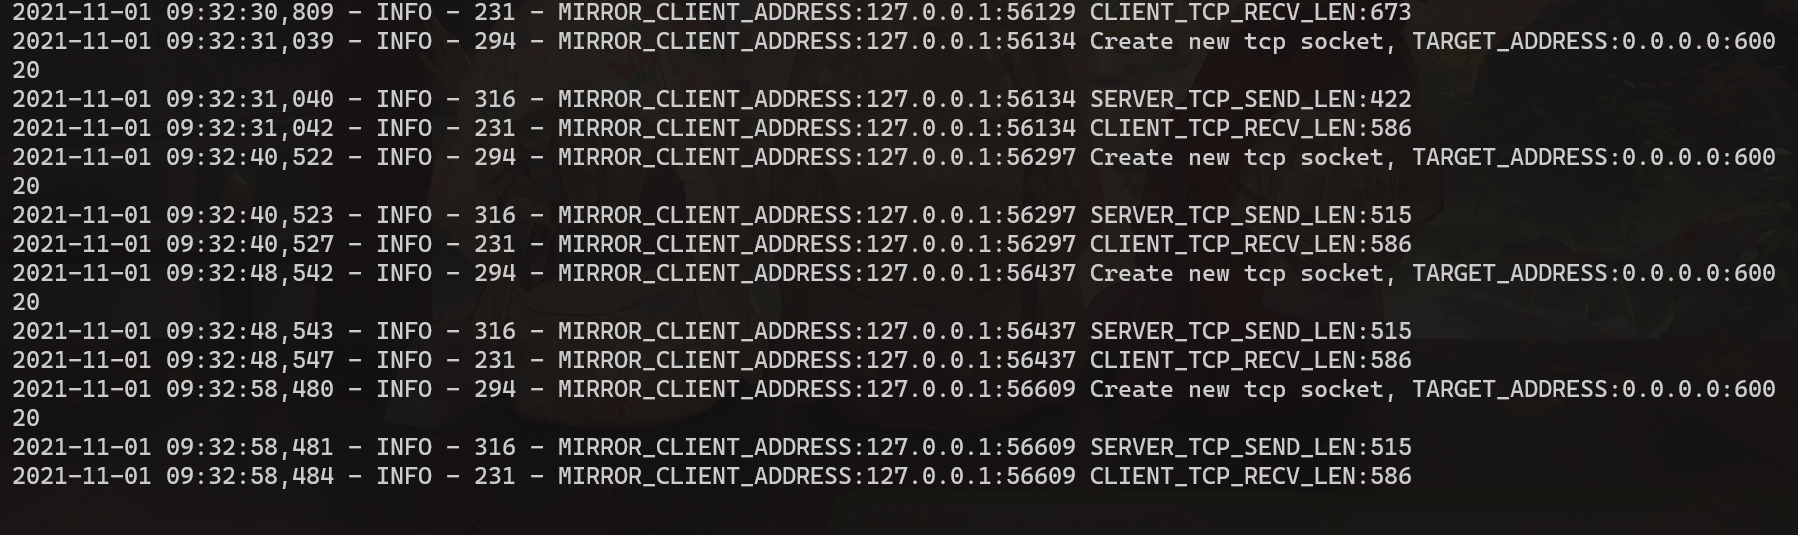 2021-11-01 09:32:30,809 - INFO - 231 - MIRROR_CLIENT_ADDRESS:127.0.0.1:56129 CLIENT_TCP_RECV_LEN:673
2021-11-01 09:32:31,039 - INFO - 294 - MIRROR_CLIENT_ADDRESS:127.0.0.1:56134 Create new tcp socket, TARGET_ADDRESS:0.0.0.0:600
20
2021-11-01 09:32:31,040 - INFO - 316 - MIRROR_CLIENT_ADDRESS:127.0.0.1:56134 SERVER_TCP_SEND_LEN:422
2021-11-01 09:32:31,042 - INFO - 231 - MIRROR_CLIENT_ADDRESS:127.0.0.1:56134 CLIENT_TCP_RECV_LEN:586
2021-11-01 09:32:40,522 - INFO - 294 - MIRROR_CLIENT_ADDRESS:127.0.0.1:56297 Create new tcp socket, TARGET_ADDRESS:0.0.0.0:600
20
2021-11-01 09:32:40,523 - INFO - 316 - MIRROR_CLIENT_ADDRESS:127.0.0.1:56297 SERVER_TCP_SEND_LEN:515
2021-11-01 09:32:40,527 - INFO - 231 - MIRROR_CLIENT_ADDRESS:127.0.0.1:56297 CLIENT_TCP_RECV_LEN:586
2021-11-01 09:32:48,542 - INFO - 294 - MIRROR_CLIENT_ADDRESS:127.0.0.1:56437 Create new tcp socket, TARGET_ADDRESS:0.0.0.0:600
20
2021-11-01 09:32:48,543 - INFO - 316 - MIRROR_CLIENT_ADDRESS:127.0.0.1:56437 SERVER_TCP_SEND_LEN:515
2021-11-01 09:32:48,547 - INFO - 231 - MIRROR_CLIENT_ADDRESS:127.0.0.1:56437 CLIENT_TCP_RECV_LEN:586
2021-11-01 09:32:58,480 - INFO - 294 - MIRROR_CLIENT_ADDRESS:127.0.0.1:56609 Create new tcp socket, TARGET_ADDRESS:0.0.0.0:600
20
2021-11-01 09:32:58,481 - INFO - 316 - MIRROR_CLIENT_ADDRESS:127.0.0.1:56609 SERVER_TCP_SEND_LEN:515
2021-11-01 09:32:58,484 - INFO - 231 - MIRROR_CLIENT_ADDRESS:127.0.0.1:56609 CLIENT_TCP_RECV_LEN:586